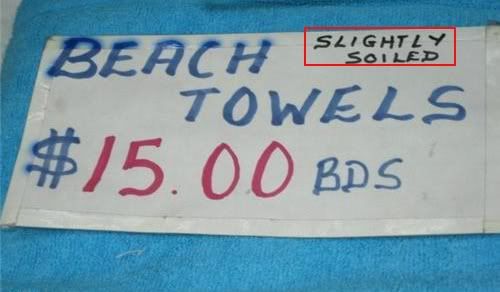 BEACH
SLIGHTLY
SOILED
TOWELS
$15.00 BDS